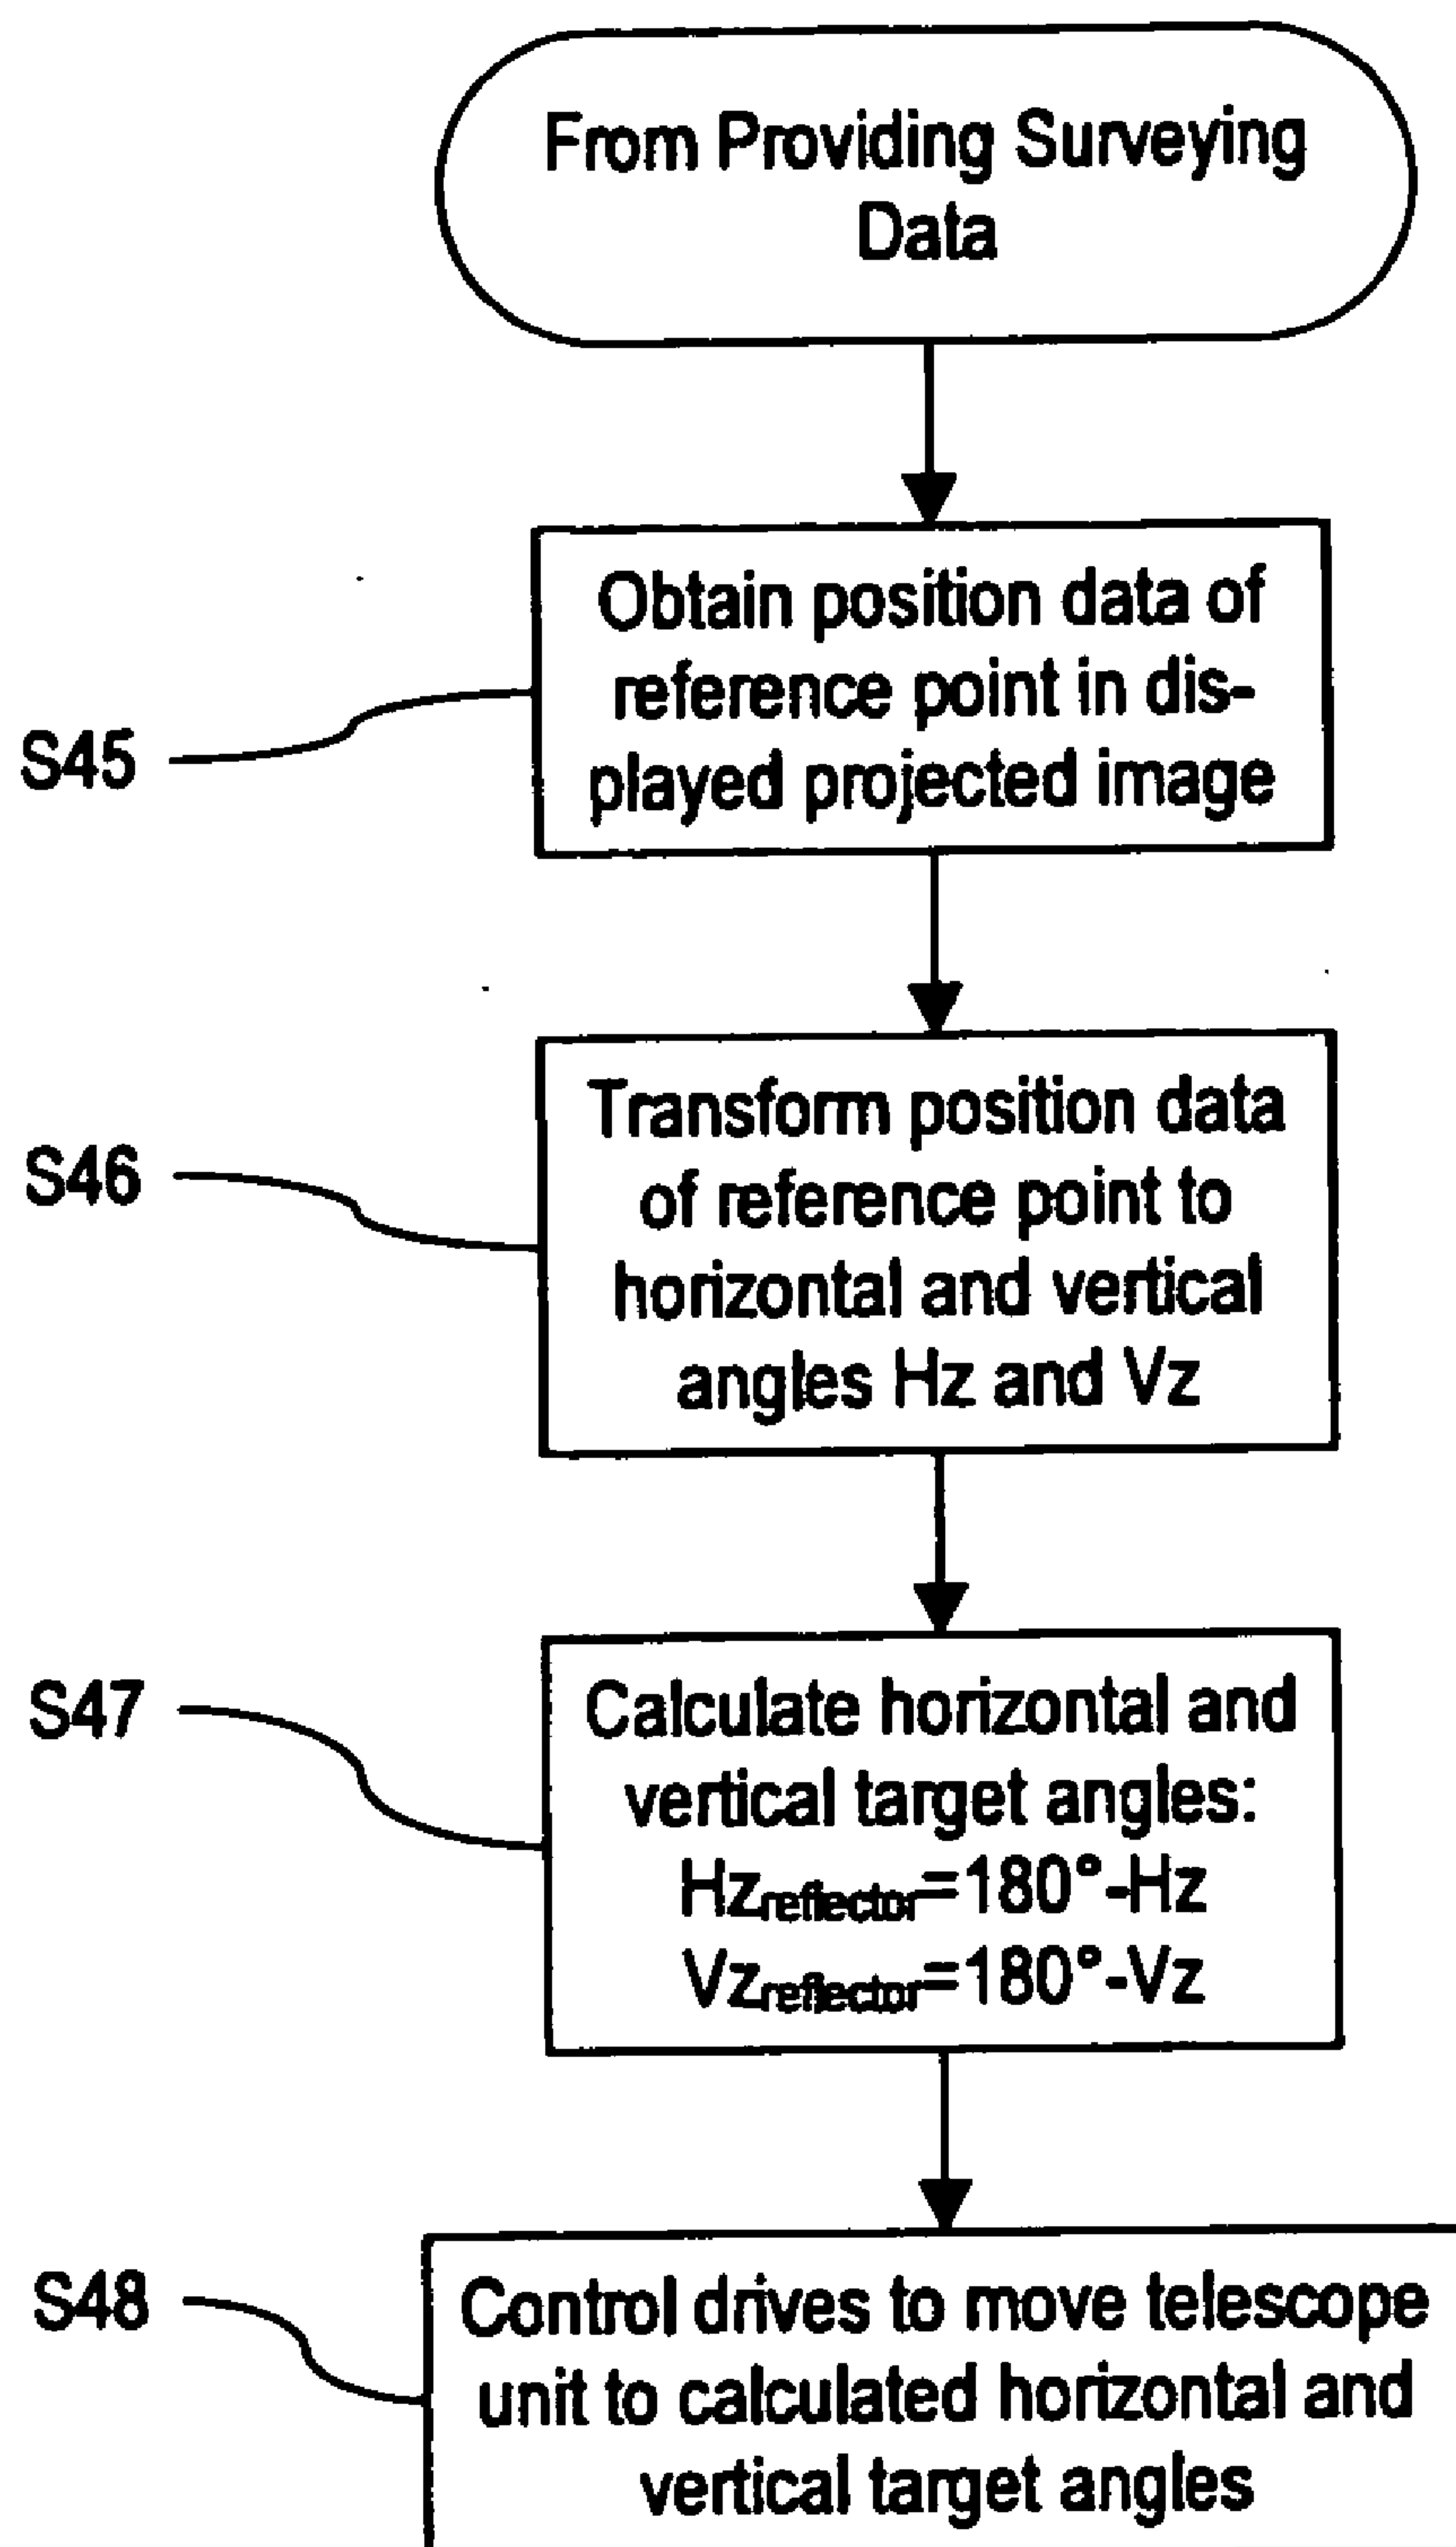 From Providing Surveying
Data
Obtain position data of
reference point in dis-
played projected image
S45
Transform position data
of reference point to
horizontal and vertical
angles Hz and Vz
S46
Calculate horizontal and
vertical target angles:
Hzreflector=180°-Hz
Vzreflector=180°-Vz
S47
Control drives to move telescope
unit to calculated horizontal and
vertical target angles
S48